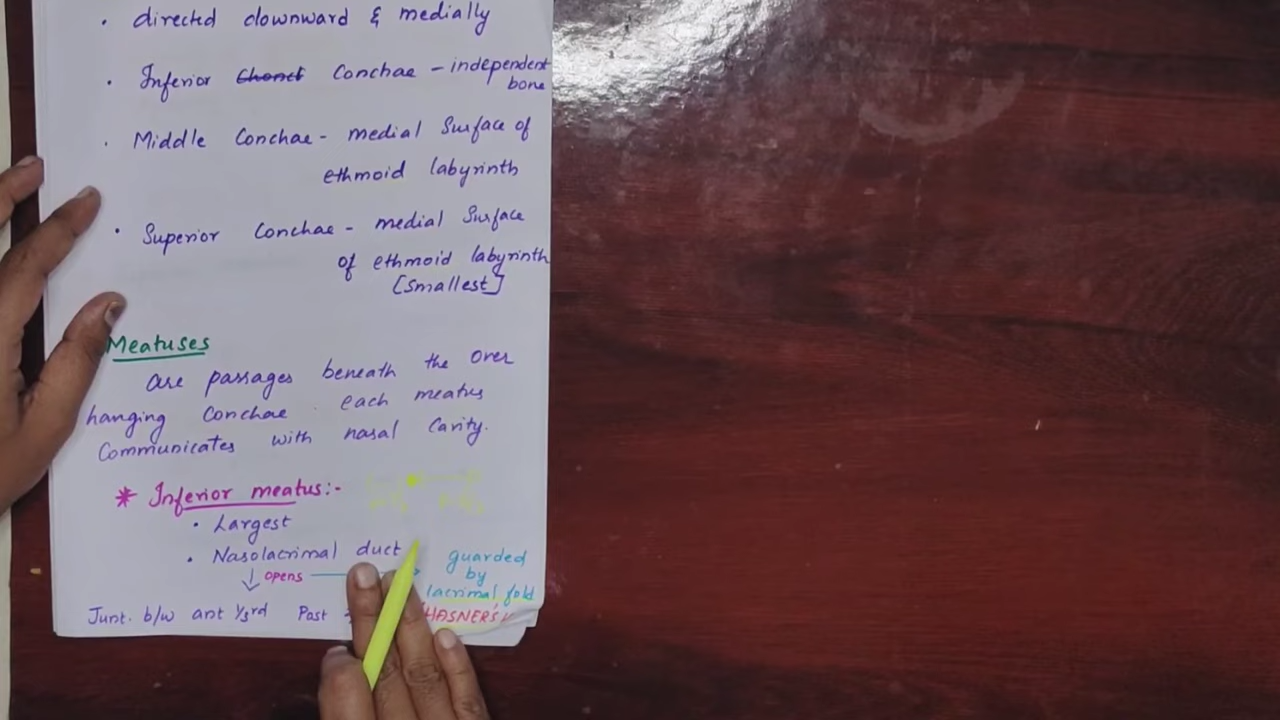 • directed downward & medially
• Inferior Chonct Conchae - independent
bone
• Middle Conchae - medial Surface of
ethmoid labyrinth
• Superior Conchae - medial Surface
of ethmoid labyrinth
[smallest]
Meatuses
are passages beneath the over
hanging Conchae. each meatus
Communicates with nasal Cavity.
* Inferior meatus:-
• Largest
• Nasolacrimal duct
↓ opens → guarded
by
lacrimal fold
Junt. b/w ant 1/3rd Past HASNER'S